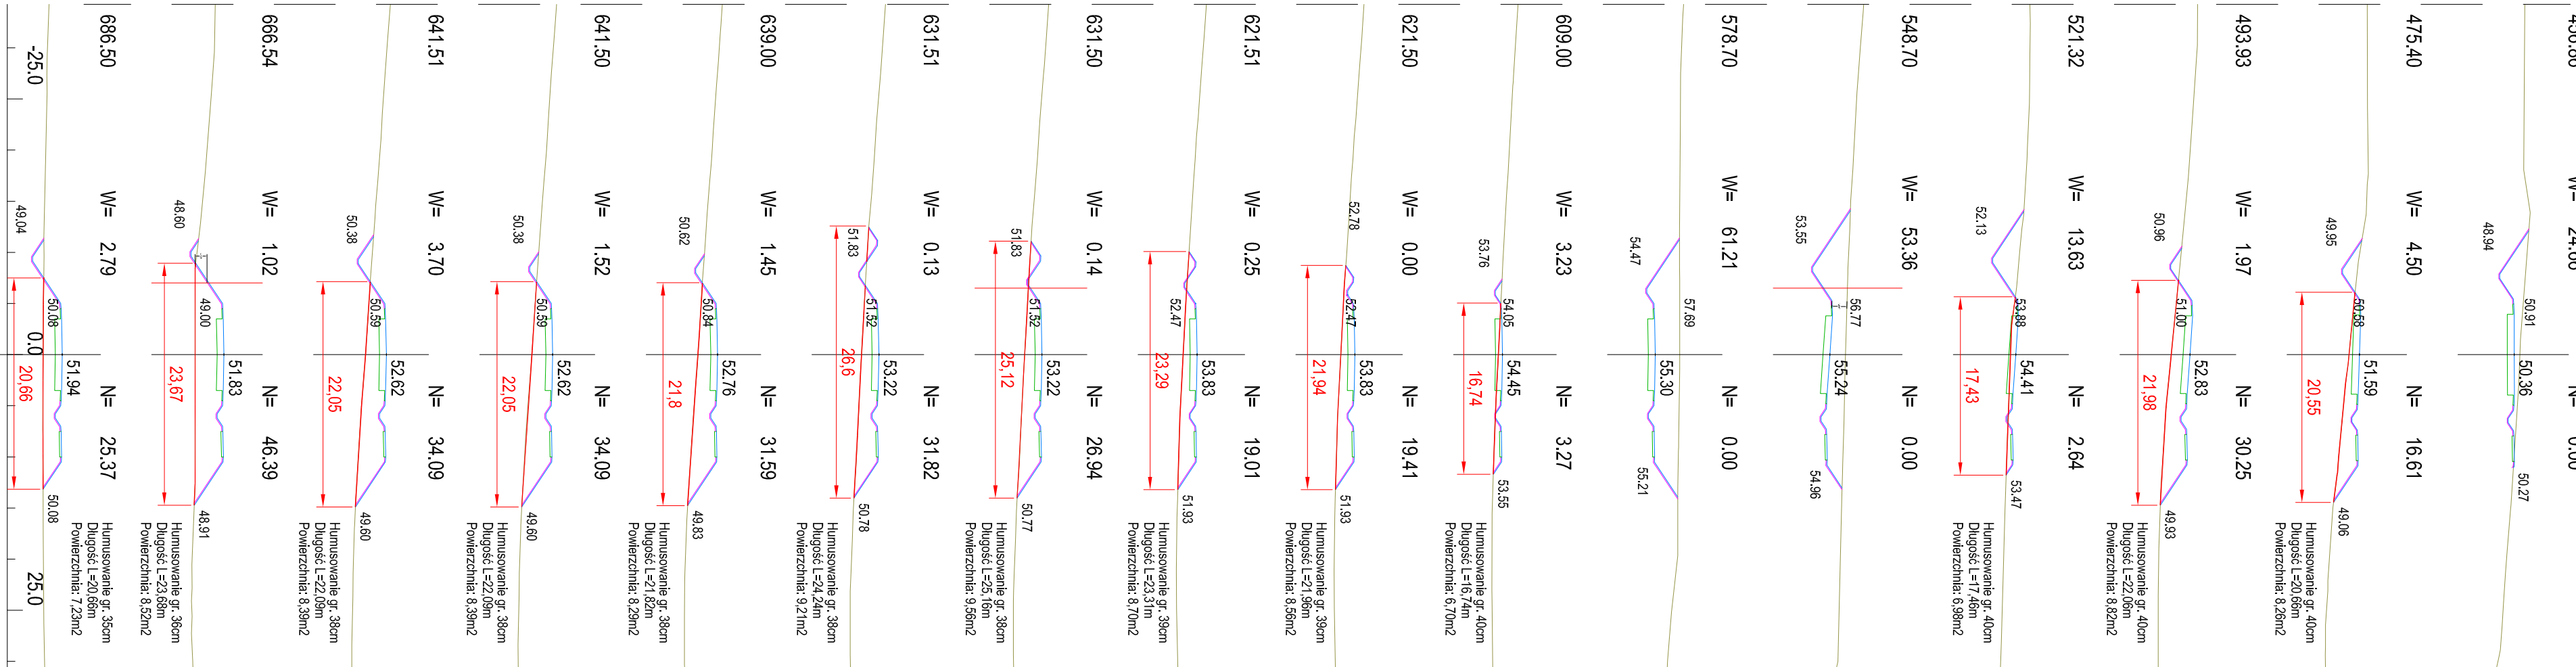 50.91
50.36
50.27
48.94
475.40 W= 4.50 N= 16.61
51.59
50.58
49.95
49.06
20,55
Humusowanie gr. 40cm
Długość L=20,66m
Powierzchnia: 8,26m2
493.93 W= 1.97 N= 30.25
52.83
51.00
50.96
49.93
21,98
Humusowanie gr. 40cm
Długość L=22,06m
Powierzchnia: 8,82m2
521.32 W= 13.63 N= 2.64
54.41
53.88
52.13
53.47
17,43
Humusowanie gr. 40cm
Długość L=17,46m
Powierzchnia: 6,98m2
548.70 W= 53.36 N= 0.00
56.77
55.24
53.55
54.96
578.70 W= 61.21 N= 0.00
57.69
55.30
54.47
55.21
609.00 W= 3.23 N= 3.27
54.45
54.05
53.76
53.55
16,74
Humusowanie gr. 40cm
Długość L=16,74m
Powierzchnia: 6,70m2
621.50 W= 0.00 N= 19.41
53.83
52.78
52.47
51.93
21,94
Humusowanie gr. 39cm
Długość L=21,96m
Powierzchnia: 8,56m2
621.51 W= 0.25 N= 19.01
53.83
52.47
51.93
23,29
Humusowanie gr. 39cm
Długość L=23,31m
Powierzchnia: 8,70m2
631.50 W= 0.14 N= 26.94
53.22
51.52
51.83
50.77
25,12
Humusowanie gr. 38cm
Długość L=25,16m
Powierzchnia: 9,56m2
631.51 W= 0.13 N= 31.82
53.22
51.52
51.83
50.78
26,6
Humusowanie gr. 38cm
Długość L=24,24m
Powierzchnia: 9,21m2
639.00 W= 1.45 N= 31.59
52.76
50.84
50.62
49.83
21,8
Humusowanie gr. 38cm
Długość L=21,82m
Powierzchnia: 8,29m2
641.50 W= 1.52 N= 34.09
52.62
50.59
50.38
49.60
22,05
Humusowanie gr. 38cm
Długość L=22,09m
Powierzchnia: 8,39m2
641.51 W= 3.70 N= 34.09
52.62
50.59
50.38
49.60
22,05
Humusowanie gr. 38cm
Długość L=22,09m
Powierzchnia: 8,39m2
666.54 W= 1.02 N= 46.39
51.83
49.00
48.60
48.91
23,67
Humusowanie gr. 36cm
Długość L=23,68m
Powierzchnia: 8,52m2
686.50 W= 2.79 N= 25.37
51.94
50.08
49.04
50.08
20,66
Humusowanie gr. 35cm
Długość L=20,66m
Powierzchnia: 7,23m2
-25.0 0.0 25.0